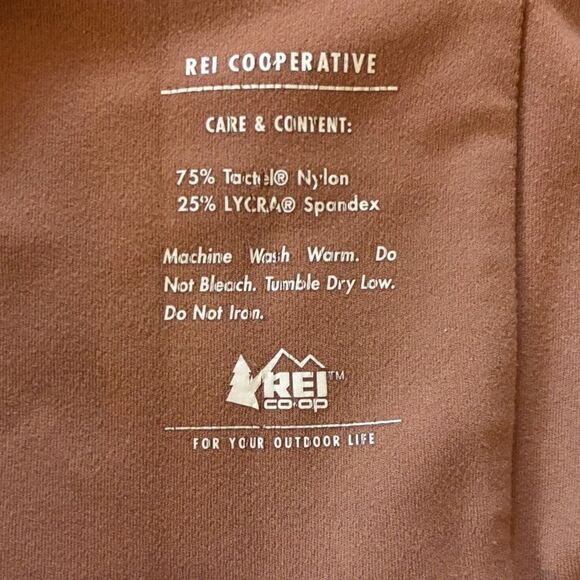 REI COOPERATIVE
CARE & CONTENT:
75% Tactel® Nylon
25% LYCRA® Spandex
Machine Wash Warm. Do
Not Bleach. Tumble Dry Low.
Do Not Iron.
REI™
CO·OP
FOR YOUR OUTDOOR LIFE